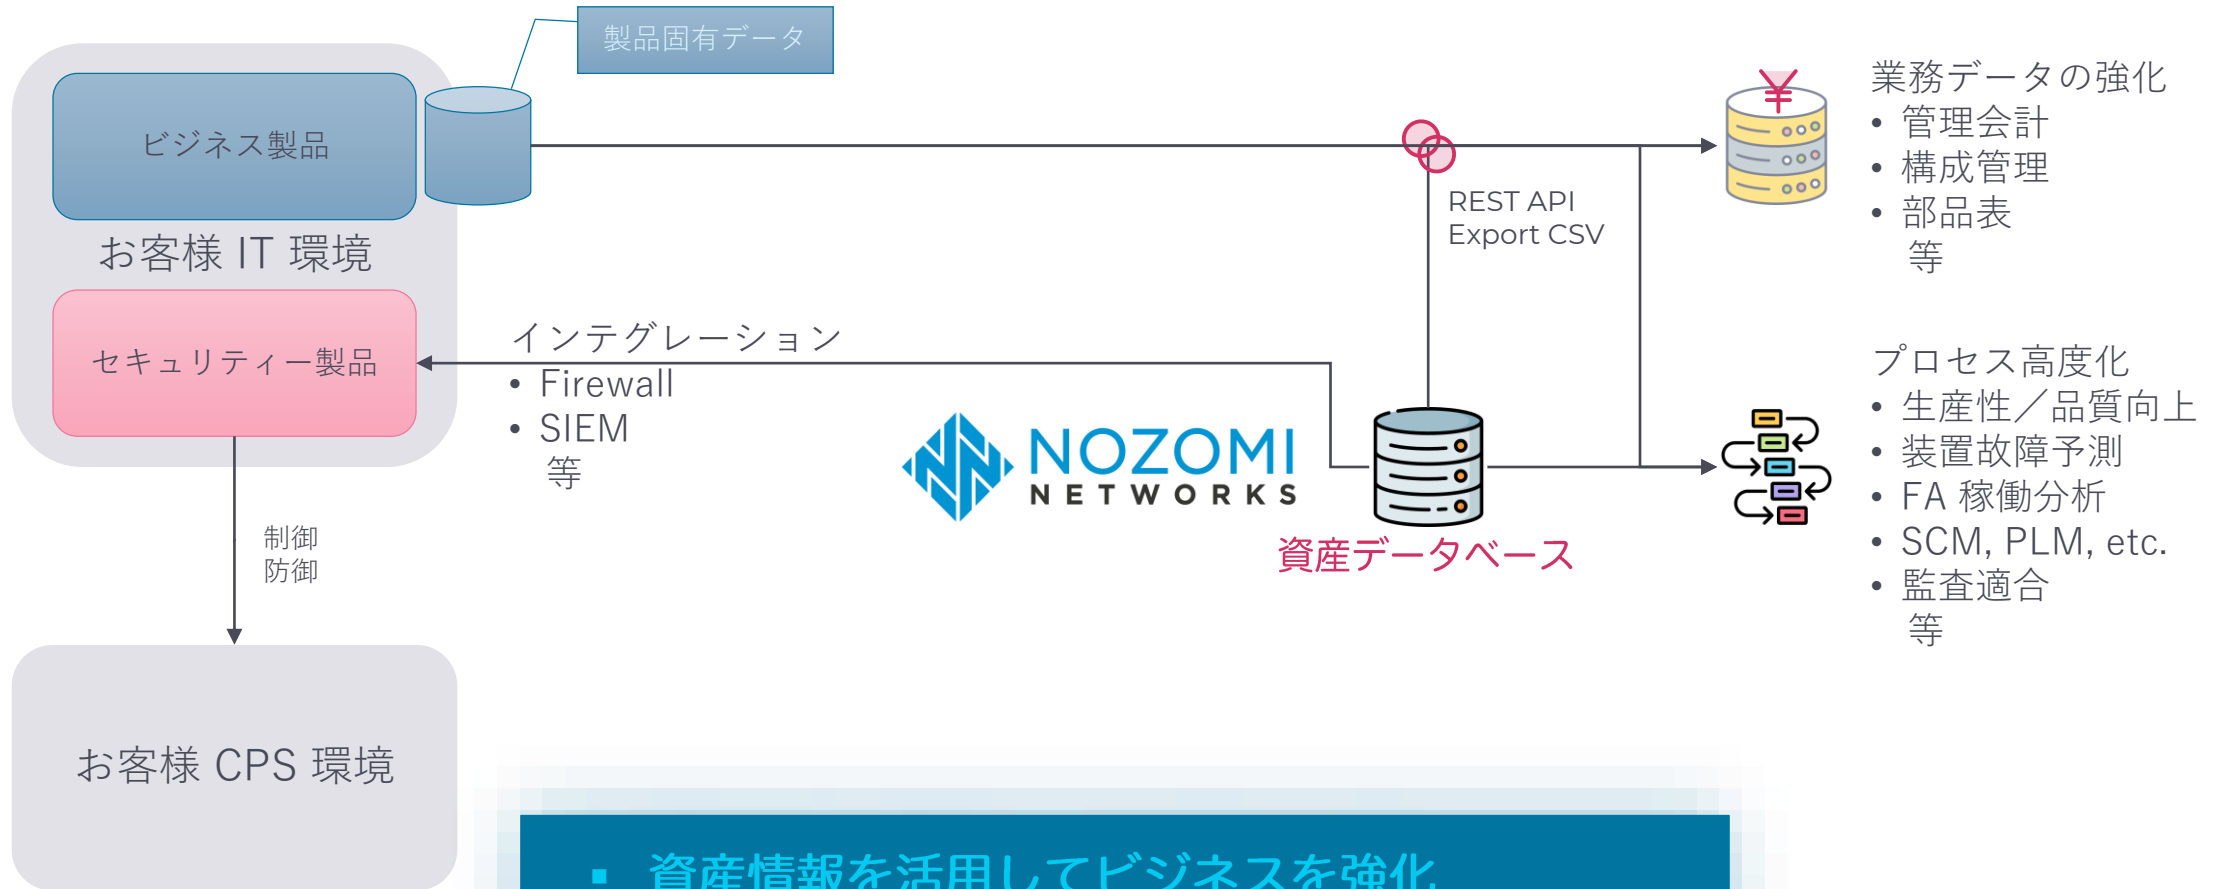 製品固有データ
ビジネス製品
お客様 IT 環境
セキュリティー製品
インテグレーション
• Firewall
• SIEM
等
制御
防御
お客様 CPS 環境
NOZOMI
NETWORKS
資産データベース
REST API
Export CSV
業務データの強化
• 管理会計
• 構成管理
• 部品表
等
プロセス高度化
• 生産性／品質向上
• 装置故障予測
• FA 稼働分析
• SCM, PLM, etc.
• 監査適合
等
▪ 資産情報を活用してビジネスを強化